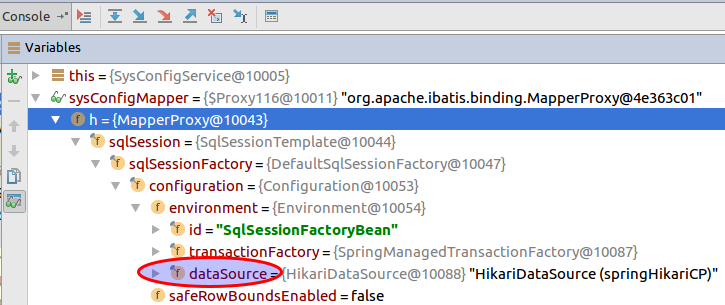 Console
Variables
this = {SysConfigService@10005}
sysConfigMapper = {$Proxy116@10011} "org.apache.ibatis.binding.MapperProxy@4e363c01"
h = {MapperProxy@10043}
sqlSession = {SqlSessionTemplate@10044}
sqlSessionFactory = {DefaultSqlSessionFactory@10047}
configuration = {Configuration@10053}
environment = {Environment@10054}
id = "SqlSessionFactoryBean"
transactionFactory = {SpringManagedTransactionFactory@10087}
dataSource = {HikariDataSource@10088} "HikariDataSource (springHikariCP)"
safeRowBoundsEnabled = false